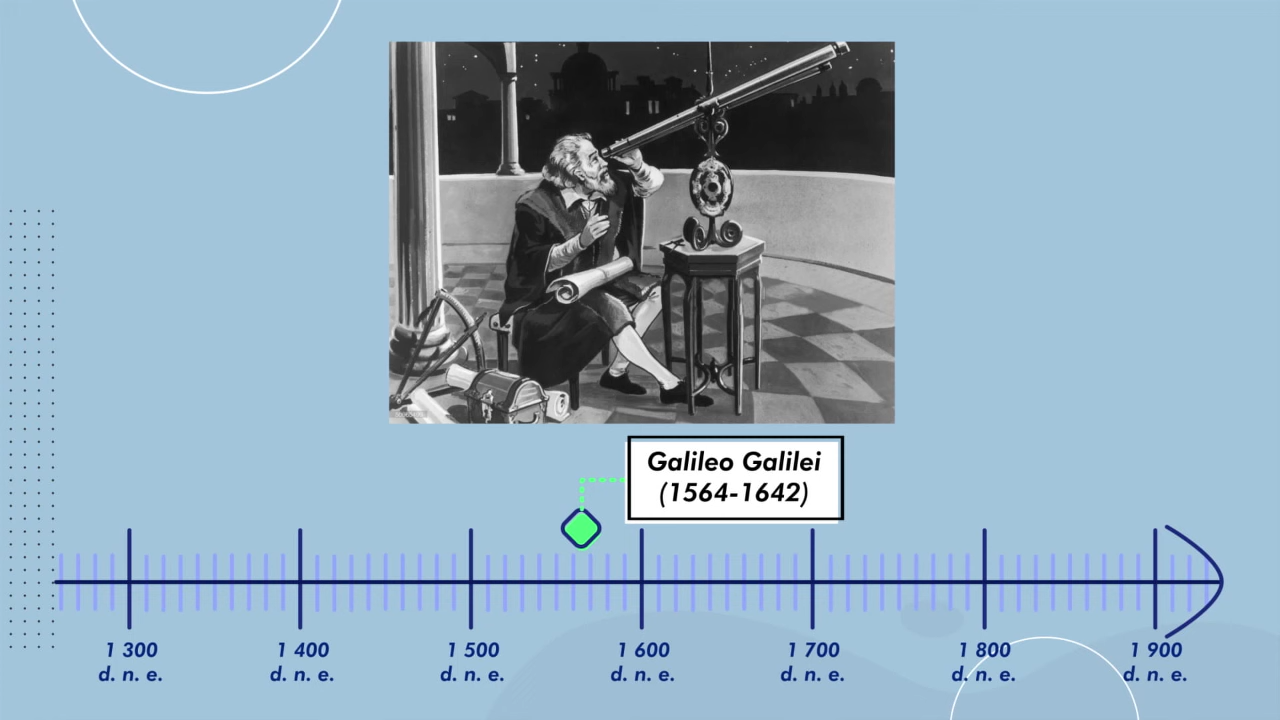 Galileo Galilei
(1564-1642)
1 300
d. n. e.
1 400
d. n. e.
1 500
d. n. e.
1 600
d. n. e.
1 700
d. n. e.
1 800
d. n. e.
1 900
d. n. e.